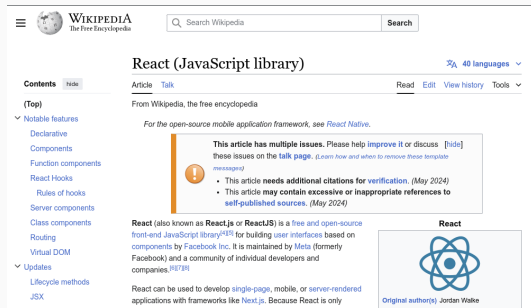 WIKIPEDIA
The Free Encyclopedia
Search Wikipedia
Search
Contents hide
(Top)
Notable features
Declarative
Components
Function components
React Hooks
Rules of hooks
Server components
Class components
Routing
Virtual DOM
Updates
Lifecycle methods
JSX
React (JavaScript library)
40 languages
Article Talk
Read Edit View history Tools
From Wikipedia, the free encyclopedia
For the open-source mobile application framework, see React Native.
This article has multiple issues. Please help improve it or discuss [hide]
these issues on the talk page. (Learn how and when to remove these template
messages)
• This article needs additional citations for verification. (May 2024)
• This article may contain excessive or inappropriate references to
self-published sources. (May 2024)
React (also known as React.js or ReactJS) is a free and open-source
front-end JavaScript library[4][5] for building user interfaces based on
components by Facebook Inc. It is maintained by Meta (formerly
Facebook) and a community of individual developers and
companies.[6][7][8]
React can be used to develop single-page, mobile, or server-rendered
applications with frameworks like Next.js. Because React is only
React
Original author(s) Jordan Walke